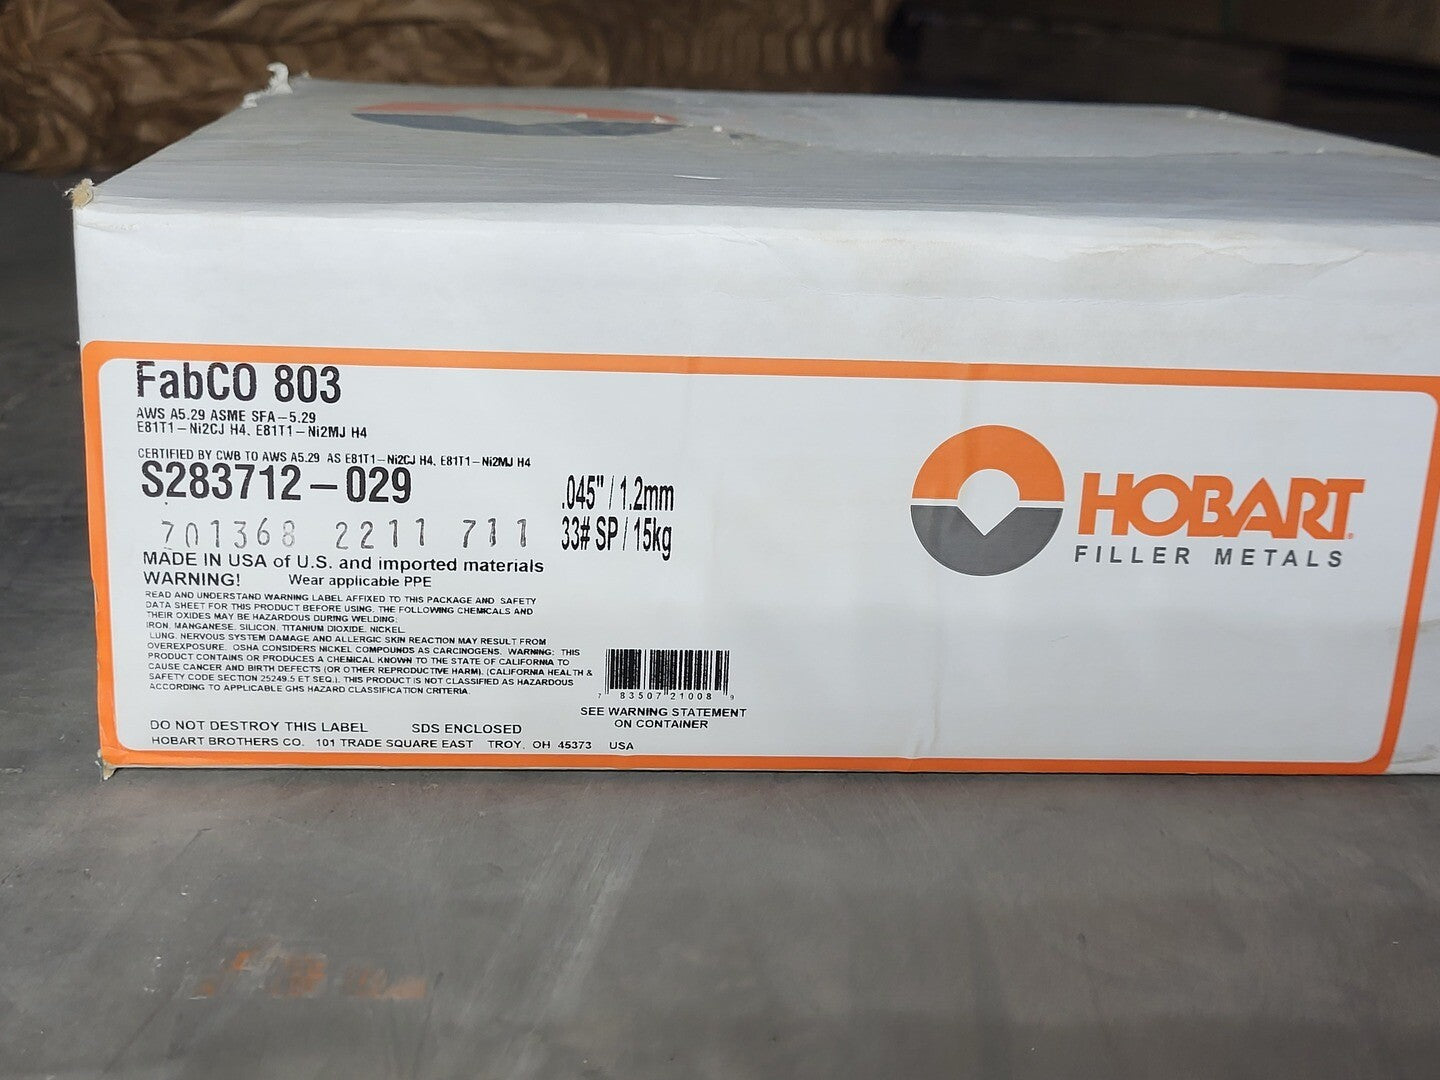 FabCO 803
AWS A5.29 ASME SFA-5.29
E81T1-Ni2CJ H4, E81T1-Ni2MJ H4
CERTIFIED BY CWB TO AWS A5.29 AS E81T1-Ni2CJ H4, E81T1-Ni2MJ H4
S283712-029
.045" / 1.2mm
701368 2211 711
33# SP / 15kg
MADE IN USA of U.S. and imported materials
WARNING! Wear applicable PPE
READ AND UNDERSTAND WARNING LABEL AFFIXED TO THIS PACKAGE AND SAFETY
DATA SHEET FOR THIS PRODUCT BEFORE USING. THE FOLLOWING CHEMICALS AND
THEIR OXIDES MAY BE HAZARDOUS DURING WELDING:
IRON, MANGANESE, SILICON, TITANIUM DIOXIDE, NICKEL.
LUNG, NERVOUS SYSTEM DAMAGE AND ALLERGIC SKIN REACTION MAY RESULT FROM
OVEREXPOSURE. OSHA CONSIDERS NICKEL COMPOUNDS AS CARCINOGENS. WARNING: THIS
PRODUCT CONTAINS OR PRODUCES A CHEMICAL KNOWN TO THE STATE OF CALIFORNIA TO
CAUSE CANCER AND BIRTH DEFECTS (OR OTHER REPRODUCTIVE HARM). (CALIFORNIA HEALTH &
SAFETY CODE SECTION 25249.5 ET SEQ.). THIS PRODUCT IS NOT CLASSIFIED AS HAZARDOUS
ACCORDING TO APPLICABLE GHS HAZARD CLASSIFICATION CRITERIA.
7 83507 21008 9
SEE WARNING STATEMENT
ON CONTAINER
DO NOT DESTROY THIS LABEL SDS ENCLOSED
HOBART BROTHERS CO. 101 TRADE SQUARE EAST TROY, OH 45373 USA
HOBART
FILLER METALS